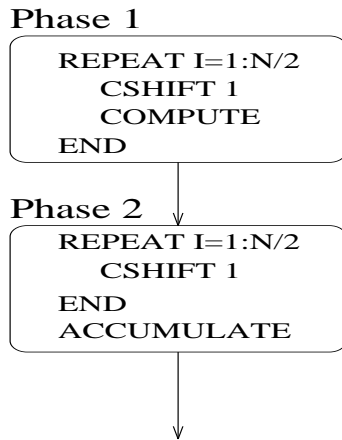 Phase 1
REPEAT I=1:N/2
CSHIFT 1
COMPUTE
END
Phase 2
REPEAT I=1:N/2
CSHIFT 1
END
ACCUMULATE